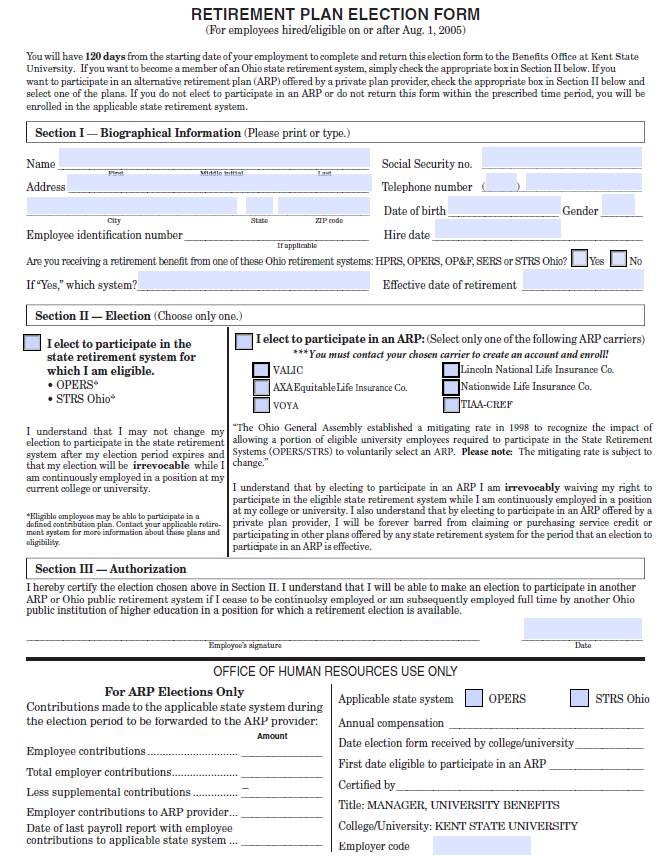 RETIREMENT PLAN ELECTION FORM
(For employees hired/eligible on or after Aug. 1, 2005)
You will have 120 days from the starting date of your employment to complete and return this election form to the Benefits Office at Kent State
University. If you want to become a member of an Ohio state retirement system, simply check the appropriate box in Section II below. If you
want to participate in an alternative retirement plan (ARP) offered by a private plan provider, check the appropriate box in Section II below and
select one of the plans. If you do not elect to participate in an ARP or do not return this form within the prescribed time period, you will be
enrolled in the applicable state retirement system.
Section I — Biographical Information (Please print or type.)
Name
Social Security no.
First Middle initial Last
Address
Telephone number ( )
City State ZIP code
Date of birth Gender
Employee identification number
Hire date
If applicable
Are you receiving a retirement benefit from one of these Ohio retirement systems: HPRS, OPERS, OP&F, SERS or STRS Ohio? Yes No
If “Yes,” which system?
Effective date of retirement
Section II — Election (Choose only one.)
I elect to participate in the
state retirement system for
which I am eligible.
• OPERS*
• STRS Ohio*
I understand that I may not change my
election to participate in the state retirement
system after my election period expires and
that my election will be irrevocable while I
am continuously employed in a position at my
current college or university.
*Eligible employees may be able to participate in a
defined contribution plan. Contact your applicable retire-
ment system for more information about these plans and
eligibility.
I elect to participate in an ARP: (Select only one of the following ARP carriers)
***You must contact your chosen carrier to create an account and enroll!
VALIC
Lincoln National Life Insurance Co.
AXA Equitable Life Insurance Co.
Nationwide Life Insurance Co.
VOYA
TIAA-CREF
“The Ohio General Assembly established a mitigating rate in 1998 to recognize the impact of
allowing a portion of eligible university employees required to participate in the State Retirement
Systems (OPERS/STRS) to voluntarily select an ARP. Please note: The mitigating rate is subject to
change.”
I understand that by electing to participate in an ARP I am irrevocably waiving my right to
participate in the eligible state retirement system while I am continuously employed in a position
at my college or university. I also understand that by electing to participate in an ARP offered by a
private plan provider, I will be forever barred from claiming or purchasing service credit or
participating in other plans offered by any state retirement system for the period that an election to
participate in an ARP is effective.
Section III — Authorization
I hereby certify the election chosen above in Section II. I understand that I will be able to make an election to participate in another
ARP or Ohio public retirement system if I cease to be continuolsy employed or am subsequently employed full time by another Ohio
public institution of higher education in a position for which a retirement election is available.
Employee’s signature
Date
OFFICE OF HUMAN RESOURCES USE ONLY
For ARP Elections Only
Contributions made to the applicable state system during
the election period to be forwarded to the ARP provider:
Amount
Employee contributions ............................
Total employer contributions....................
Less supplemental contributions .............. –
Employer contributions to ARP provider...
Date of last payroll report with employee
contributions to applicable state system ...
Applicable state system OPERS STRS Ohio
Annual compensation
Date election form received by college/university
First date eligible to participate in an ARP
Certified by
Title: MANAGER, UNIVERSITY BENEFITS
College/University: KENT STATE UNIVERSITY
Employer code